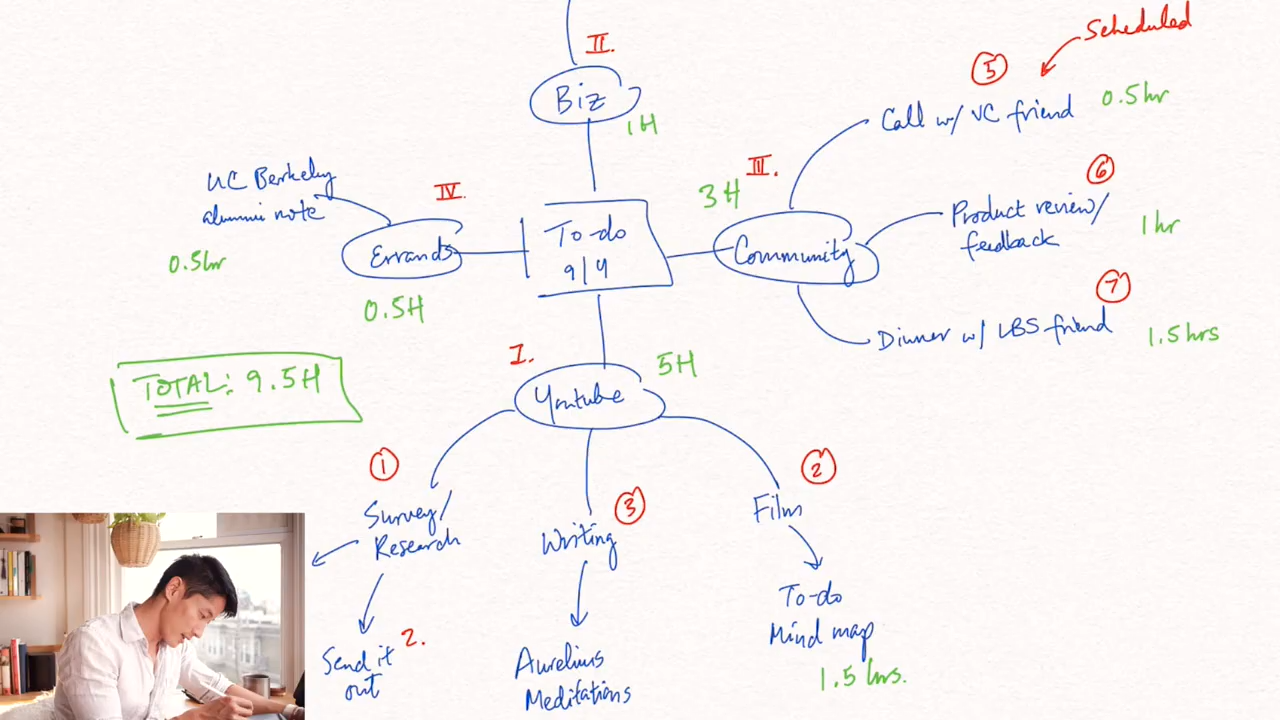 Scheduled
II.
Biz
1H
5
Call w/ VC friend
0.5hr
UC Berkeley
alumni note
0.5hr
IV.
Errands
0.5H
To-do
9/4
III.
3H
Community
6
Product review/
feedback
1hr
7
Dinner w/ LBS friend
1.5hrs
TOTAL: 9.5H
I.
Youtube
5H
1
Survey/
Research
Send it
out
2.
3
Writing
Aurelius
Meditations
2
Film
To-do
Mind map
1.5hrs.